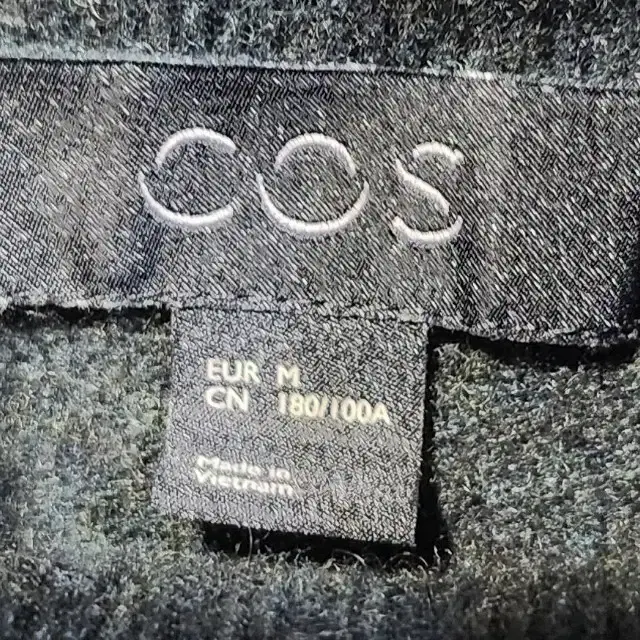 COS
EUR M
CN 180/100A
Made in
Vietnam